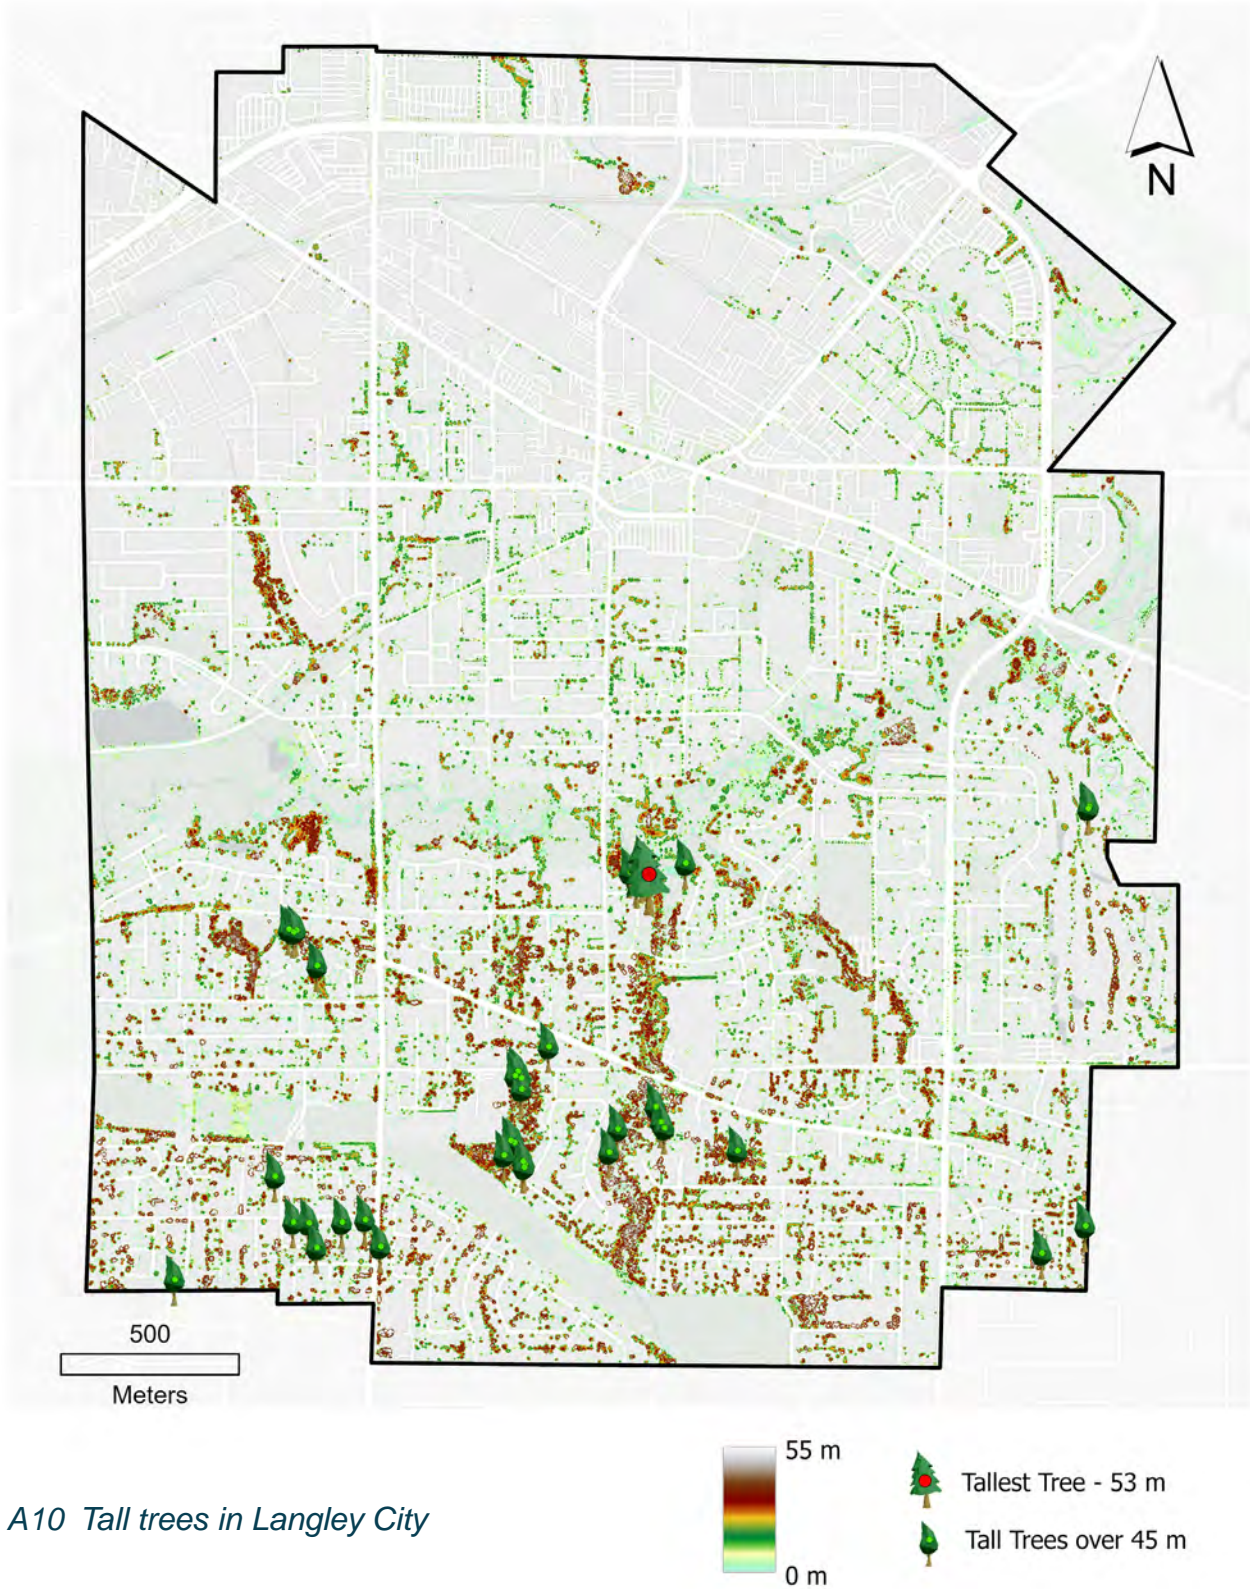 N
500
Meters
55 m
Tallest Tree - 53 m
A10 Tall trees in Langley City
Tall Trees over 45 m
0 m